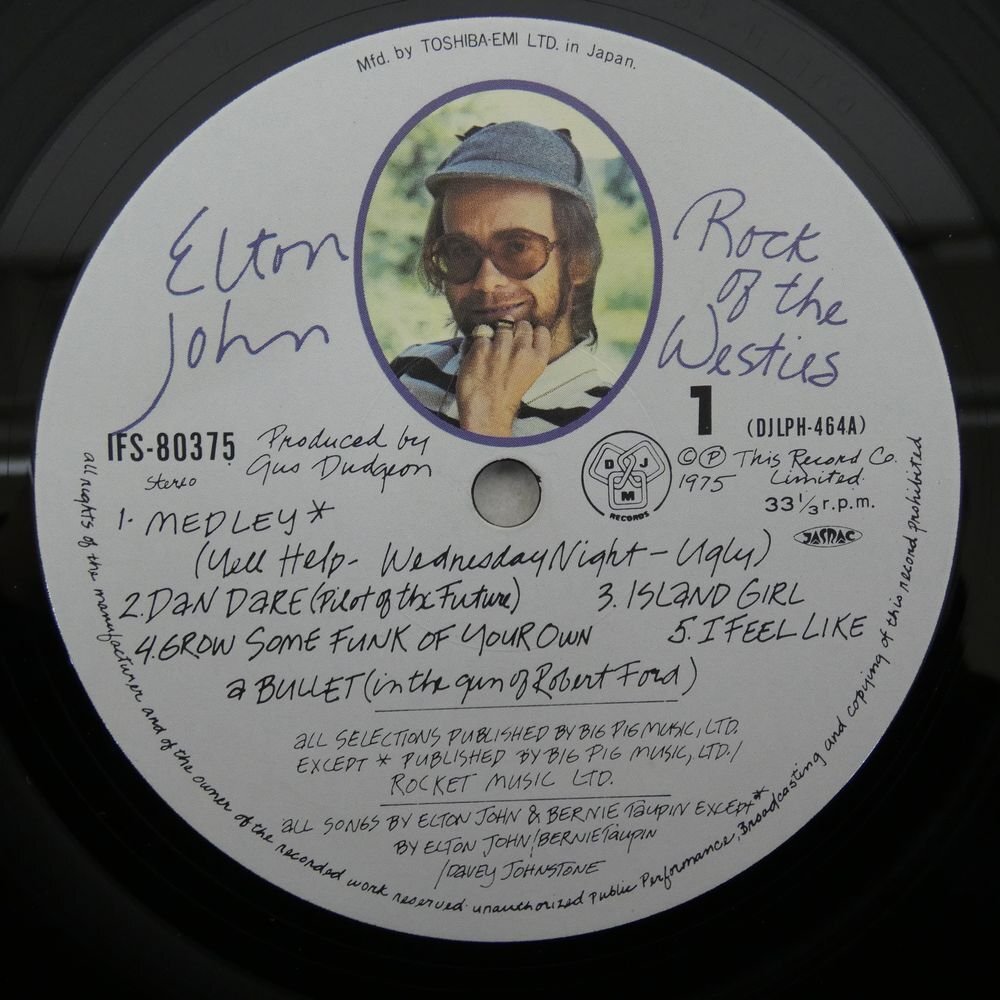 Mfd. by TOSHIBA-EMI LTD. in Japan.
Elton
John
Rock
of the
Westies
1
(DJLPH-464A)
IFS-80375
Stereo
Produced by
Gus Dudgeon
DJM
RECORDS
©℗ This Record Co.
1975 Limited.
33 1/3 r.p.m.
JASRAC
1. MEDLEY*
(Yell Help - Wednesday Night - Ugly)
2. DAN DARE (Pilot of the Future)
3. ISLAND GIRL
4. GROW SOME FUNK OF YOUR OWN
5. I FEEL LIKE
a BULLET (in the gun of Robert Ford)
ALL SELECTIONS PUBLISHED BY BIG PIG MUSIC, LTD.
EXCEPT * PUBLISHED BY BIG PIG MUSIC, LTD./
ROCKET MUSIC LTD.
ALL SONGS BY ELTON JOHN & BERNIE TAUPIN EXCEPT*
BY ELTON JOHN/BERNIE TAUPIN
/DAVEY JOHNSTONE
all rights of the manufacturer and of the owner of the recorded work reserved. unauthorized public Performance, Broadcasting and copying of this record prohibited